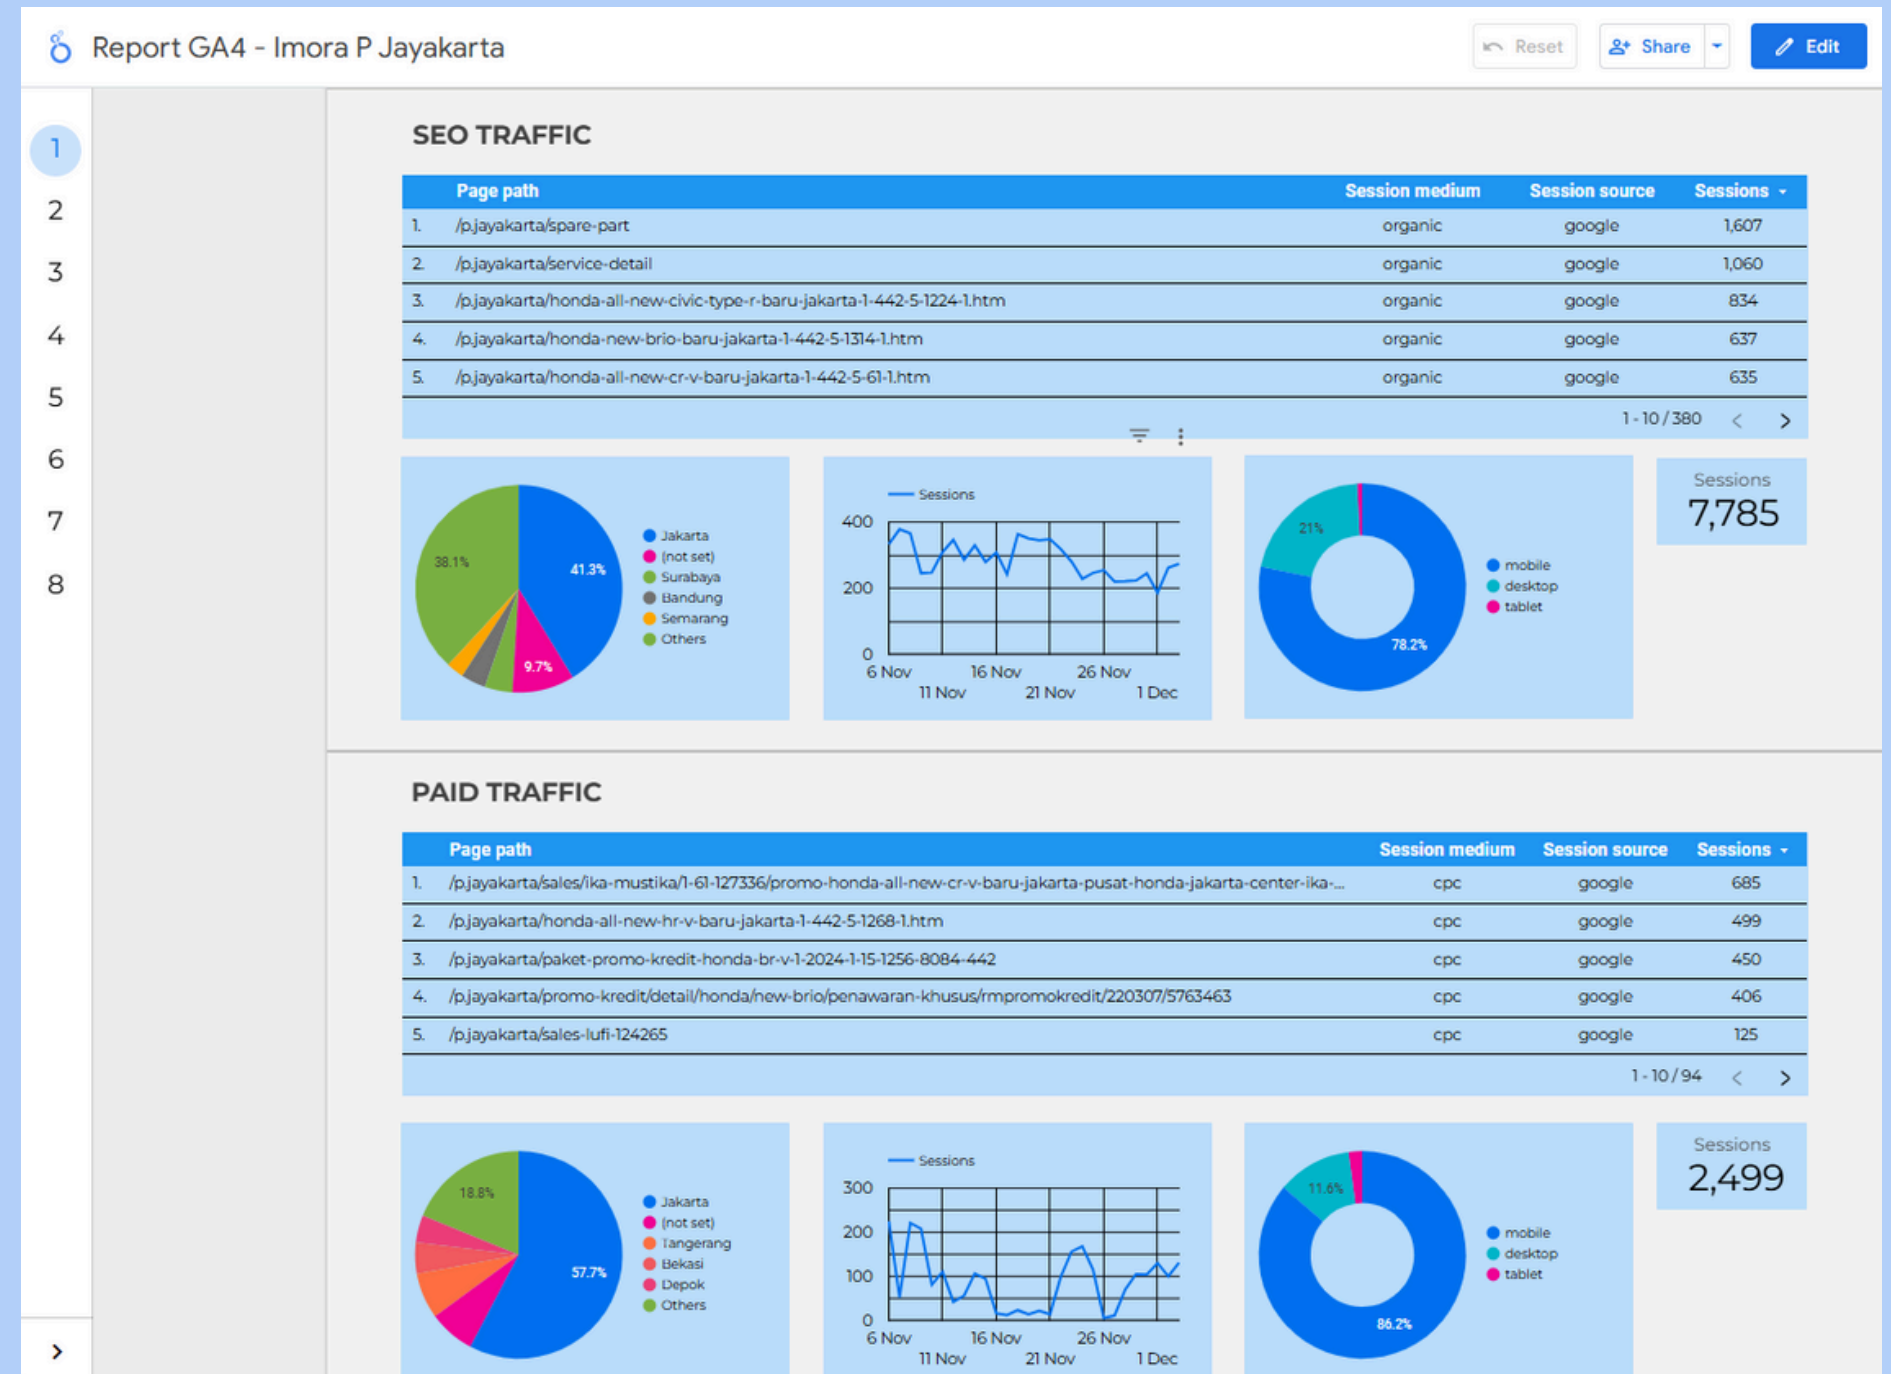 Report GA4 - Imora P Jayakarta
Reset
Share
Edit
1
2
3
4
5
6
7
8
SEO TRAFFIC
Page path Session medium Session source Sessions
1. /p.jayakarta/spare-part organic google 1,607
2. /p.jayakarta/service-detail organic google 1,060
3. /p.jayakarta/honda-all-new-civic-type-r-baru-jakarta-1-442-5-1224-1.htm organic google 834
4. /p.jayakarta/honda-new-brio-baru-jakarta-1-442-5-1314-1.htm organic google 637
5. /p.jayakarta/honda-all-new-cr-v-baru-jakarta-1-442-5-61-1.htm organic google 635
1 - 10 / 380
38.1%
41.3%
9.7%
Jakarta
(not set)
Surabaya
Bandung
Semarang
Others
Sessions
400
200
0
6 Nov 16 Nov 26 Nov
11 Nov 21 Nov 1 Dec
21%
78.2%
mobile
desktop
tablet
Sessions
7,785
PAID TRAFFIC
Page path Session medium Session source Sessions
1. /p.jayakarta/sales/ika-mustika/1-61-127336/promo-honda-all-new-cr-v-baru-jakarta-pusat-honda-jakarta-center-ika-... cpc google 685
2. /p.jayakarta/honda-all-new-hr-v-baru-jakarta-1-442-5-1268-1.htm cpc google 499
3. /p.jayakarta/paket-promo-kredit-honda-br-v-1-2024-1-15-1256-8084-442 cpc google 450
4. /p.jayakarta/promo-kredit/detail/honda/new-brio/penawaran-khusus/rmpromokredit/220307/5763463 cpc google 406
5. /p.jayakarta/sales-lufi-124265 cpc google 125
1 - 10 / 94
18.8%
57.7%
Jakarta
(not set)
Tangerang
Bekasi
Depok
Others
Sessions
300
200
100
0
6 Nov 16 Nov 26 Nov
11 Nov 21 Nov 1 Dec
11.6%
86.2%
mobile
desktop
tablet
Sessions
2,499